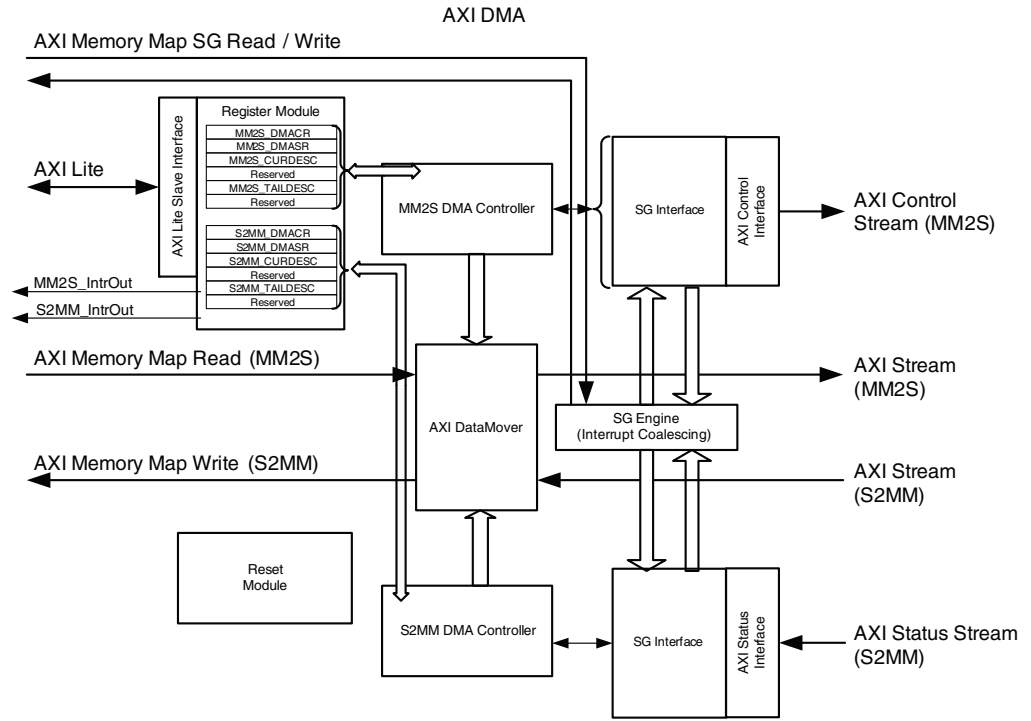 AXI DMA
AXI Memory Map SG Read / Write
AXI Lite Slave Interface
Register Module
MM2S_DMACR
MM2S_DMASR
MM2S_CURDESC
Reserved
MM2S_TAILDESC
Reserved
S2MM_DMACR
S2MM_DMASR
S2MM_CURDESC
Reserved
S2MM_TAILDESC
Reserved
AXI Lite
MM2S_IntrOut
S2MM_IntrOut
MM2S DMA Controller
SG Interface
AXI Control
Interface
AXI Control
Stream (MM2S)
AXI Memory Map Read (MM2S)
AXI Stream
(MM2S)
AXI DataMover
SG Engine
(Interrupt Coalescing)
AXI Memory Map Write (S2MM)
AXI Stream
(S2MM)
Reset
Module
S2MM DMA Controller
SG Interface
AXI Status
Interface
AXI Status Stream
(S2MM)